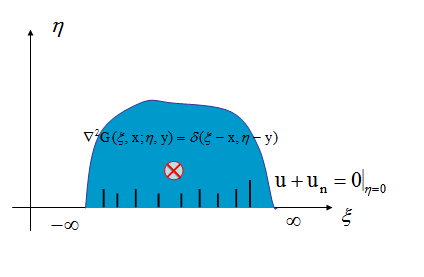 η
∇²G(ξ, x; η, y) = δ(ξ − x, η − y)
u + uₙ = 0|η=0
−∞
∞
ξ